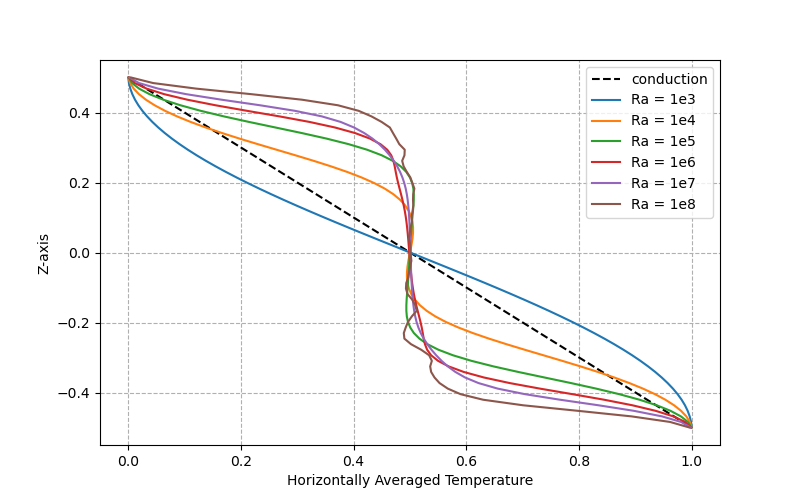 conduction
Ra = 1e3
Ra = 1e4
Ra = 1e5
Ra = 1e6
Ra = 1e7
Ra = 1e8
Z-axis
0.4
0.2
0.0
−0.2
−0.4
0.0 0.2 0.4 0.6 0.8 1.0
Horizontally Averaged Temperature